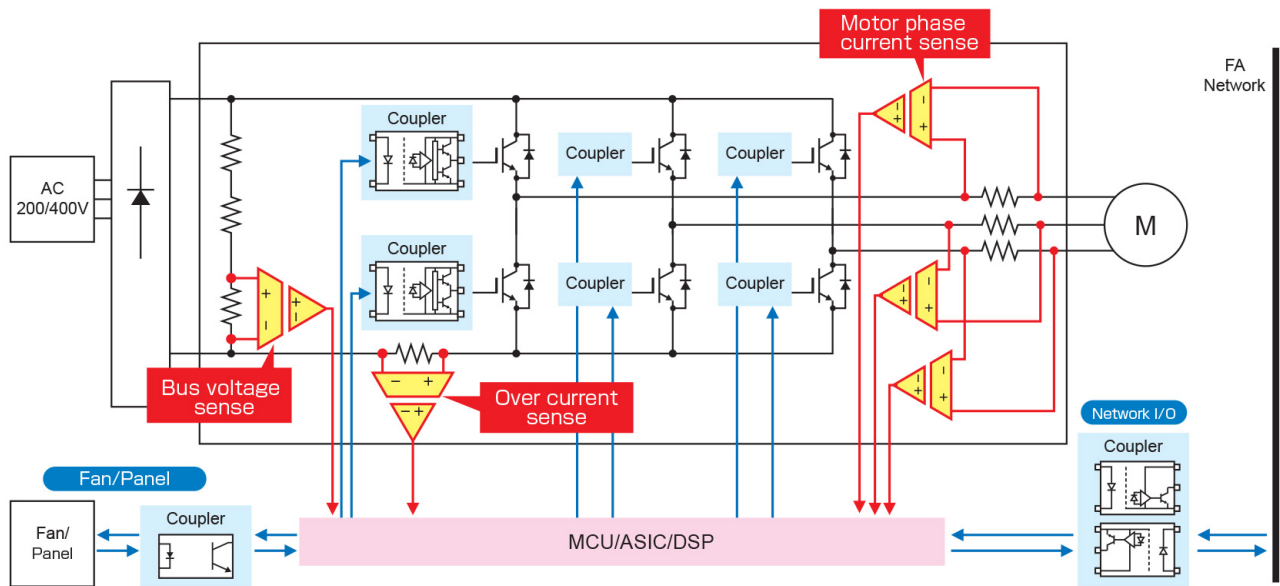 Motor phase
current sense
FA
Network
AC
200/400V
Coupler
Coupler
Coupler
M
Coupler
Coupler
Coupler
+
−
+
−
−
+
−
+
−
+
−
+
−
+
−
+
−
+
−
+
Bus voltage
sense
Over current
sense
Network I/O
Coupler
Fan/Panel
Fan/
Panel
Coupler
MCU/ASIC/DSP